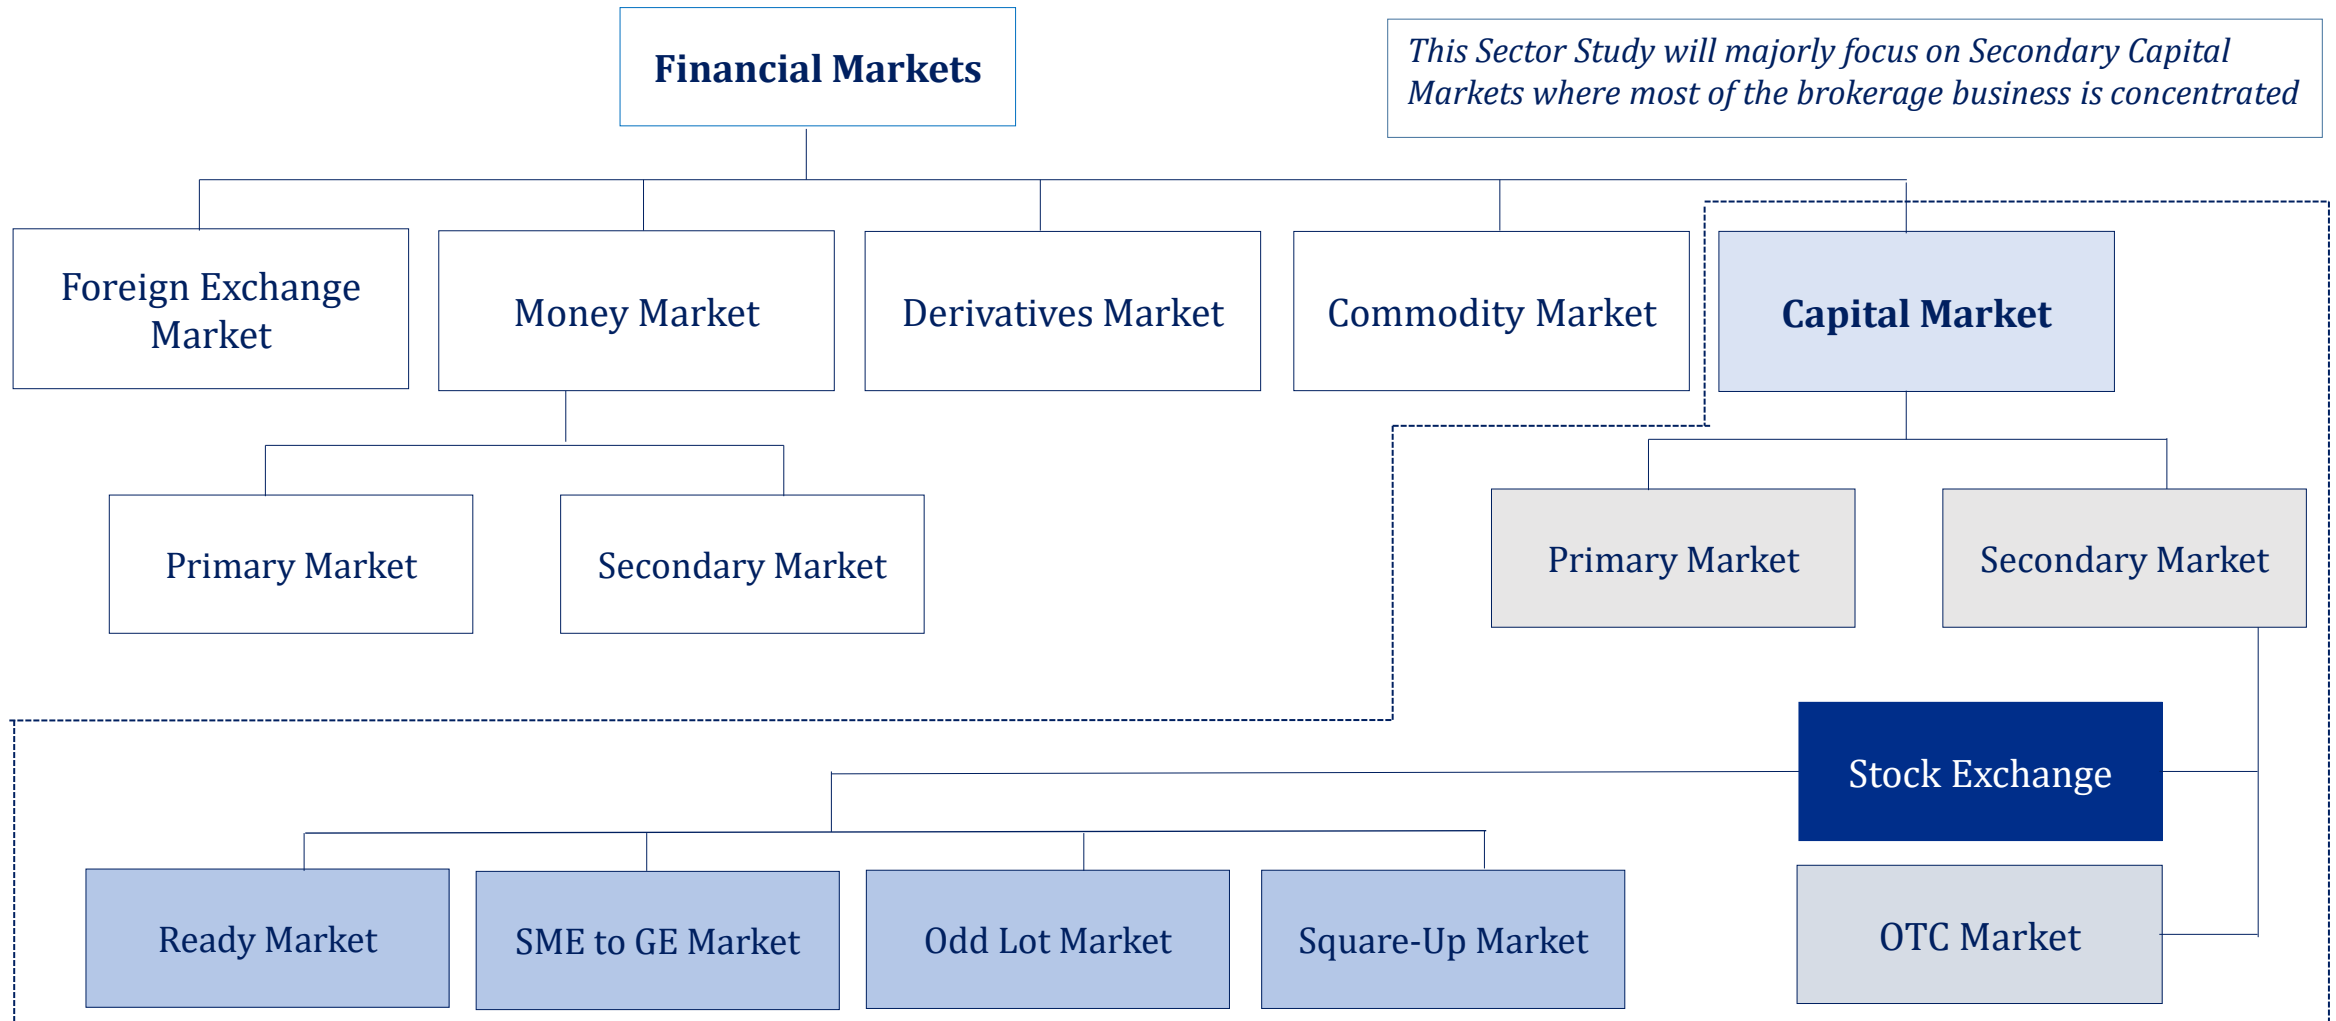 Financial Markets
This Sector Study will majorly focus on Secondary Capital
Markets where most of the brokerage business is concentrated
Foreign Exchange
Market
Money Market
Derivatives Market
Commodity Market
Capital Market
Primary Market
Secondary Market
Primary Market
Secondary Market
Stock Exchange
Ready Market
SME to GE Market
Odd Lot Market
Square-Up Market
OTC Market